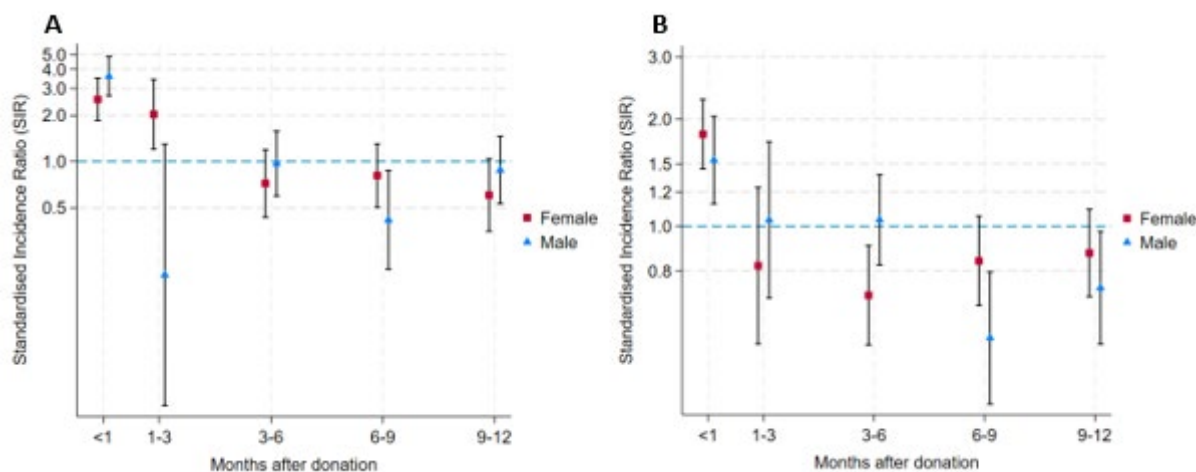 A
Standardised Incidence Ratio (SIR)
5.0
4.0
3.0
2.0
1.0
0.5
<1
1-3
3-6
6-9
9-12
Months after donation
Female
Male
B
Standardised Incidence Ratio (SIR)
3.0
2.0
1.5
1.2
1.0
0.8
<1
1-3
3-6
6-9
9-12
Months after donation
Female
Male